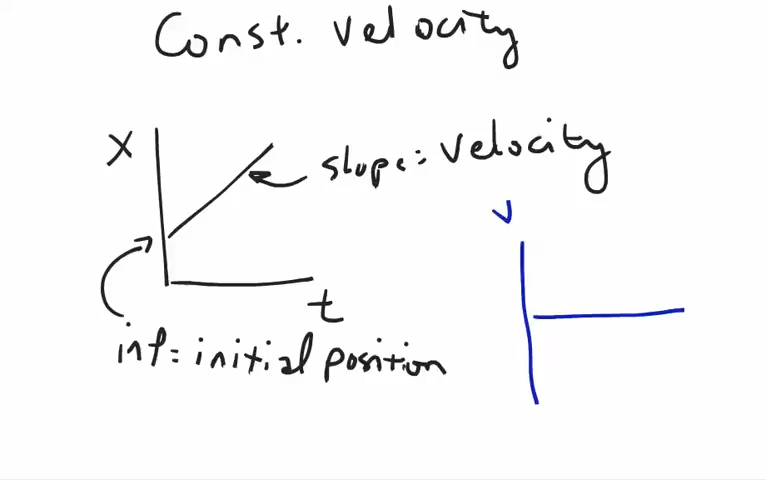 Const. velocity
x
slope = velocity
v
t
int = initial position